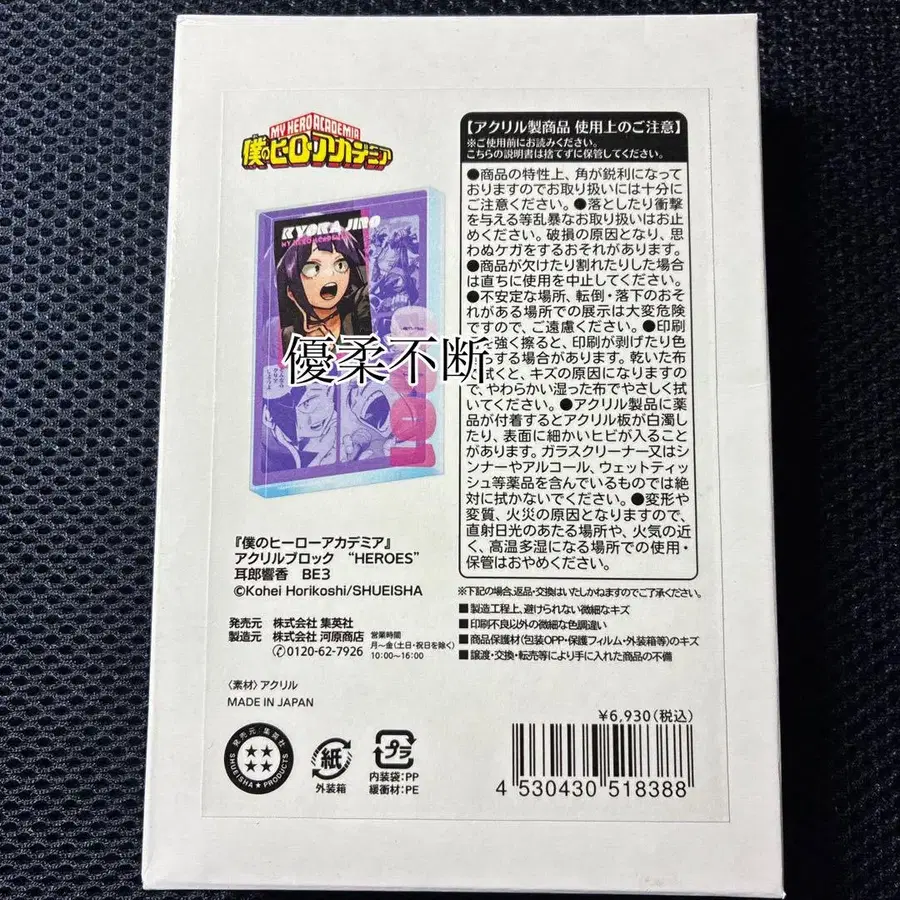 MY HERO ACADEMIA
僕のヒーローアカデミア
KYOKA JIRO
MY HERO ACADEMIA
優柔不断
『僕のヒーローアカデミア』
アクリルブロック “HEROES”
耳郎響香 BE3
©Kohei Horikoshi/SHUEISHA
発売元 株式会社 集英社
製造元 株式会社 河原商店
0120-62-7926
営業時間
月～金(土日・祝日を除く)
10:00～16:00
〈素材〉アクリル
MADE IN JAPAN
発売元 集英社
SHUEISHA★PRODUCTS
紙
外装箱
プラ
内装袋:PP
緩衝材:PE
【アクリル製商品 使用上のご注意】
※ご使用前にお読みください。
こちらの説明書は捨てずに保管してください。
●商品の特性上、角が鋭利になって
おりますのでお取り扱いには十分に
ご注意ください。●落としたり衝撃
を与える等乱暴なお取り扱いはお止
めください。破損の原因となり、思
わぬケガをするおそれがあります。
●商品が欠けたり割れたりした場合
は直ちに使用を中止してください。
●不安定な場所、転倒・落下のおそ
れがある場所での展示は大変危険
ですので、ご遠慮ください。●印刷
を強く擦ると、印刷が剥げたり色
する場合があります。乾いた布
拭くと、キズの原因になりますの
で、やわらかい湿った布でやさしく拭
いてください。●アクリル製品に薬
品が付着するとアクリル板が白濁し
たり、表面に細かいヒビが入ること
があります。ガラスクリーナー又はシ
ンナーやアルコール、ウェットティッ
シュ等薬品を含んでいるものでは絶
対に拭かないでください。●変形や
変質、火災の原因となりますので、
直射日光のあたる場所や、火気の近
く、高温多湿になる場所での使用・
保管はおやめください。
※下記の場合、返品・交換はいたしかねますのでご了承ください。
■製造工程上、避けられない微細なキズ
■印刷不良以外の微細な色調違い
■商品保護材(包装OPP・保護フィルム・外装箱等)のキズ
■譲渡・交換・転売等により手に入れた商品の不備
¥6,930(税込)
4 530430 518388